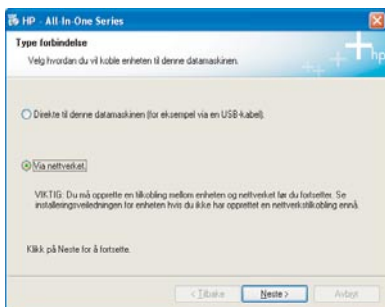 HP - All-In-One Series
Type forbindelse
Velg hvordan du vil koble enheten til denne datamaskinen.
hp
Direkte til denne datamaskinen (for eksempel via en USB-kabel).
Via nettverket.
VIKTIG: Du må opprette en tilkobling mellom enheten og nettverket før du fortsetter. Se
installeringsveiledningen for enheten hvis du ikke har opprettet en nettverkstilkobling ennå.
Klikk på Neste for å fortsette.
< Tilbake
Neste >
Avbryt